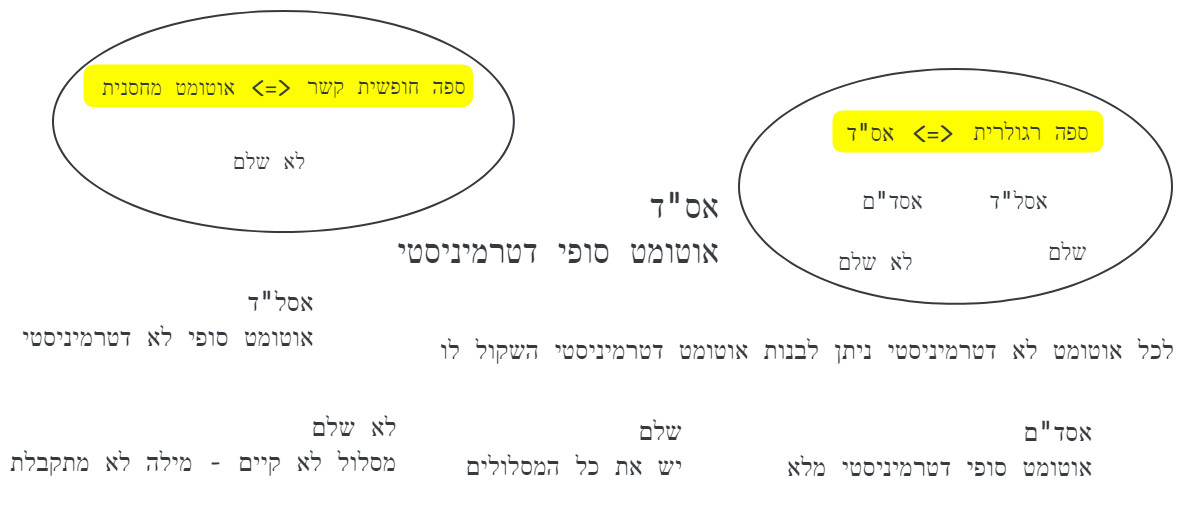 ספה חופשית קשר <=> אוטומט מחסנית
לא שלם
ספה רגולרית <=> אס"ד
אסל"ד אסד"ם
שלם
לא שלם
אס"ד
אוטומט סופי דטרמיניסטי
אסל"ד
אוטומט סופי לא דטרמיניסטי
לכל אוטומט לא דטרמיניסטי ניתן לבנות אוטומט דטרמיניסטי השקול לו
אסד"ם
אוטומט סופי דטרמיניסטי מלא
שלם
יש את כל המסלולים
לא שלם
מסלול לא קיים - מילה לא מתקבלת